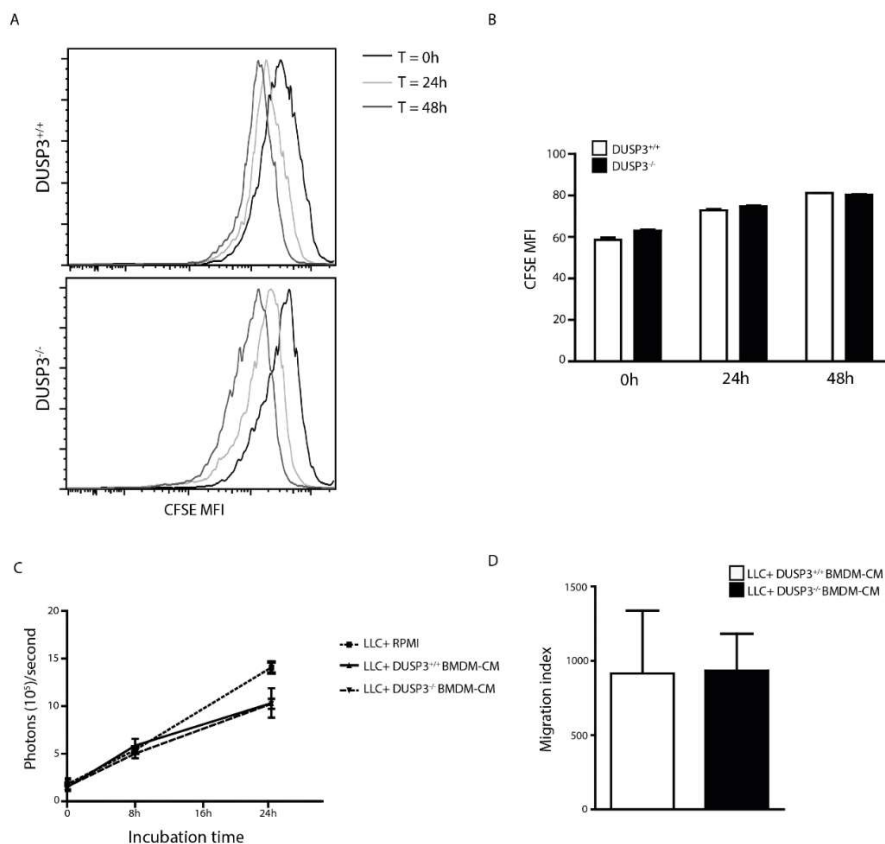 A
DUSP3+/+
DUSP3-/-
CFSE MFI
T = 0h
T = 24h
T = 48h
B
DUSP3+/+
DUSP3-/-
CFSE MFI
100
80
60
40
20
0
0h
24h
48h
C
Photons (10⁵)/second
20
15
10
5
0
0
8h
16h
24h
Incubation time
LLC+ RPMI
LLC+ DUSP3+/+ BMDM-CM
LLC+ DUSP3-/- BMDM-CM
D
LLC+ DUSP3+/+ BMDM-CM
LLC+ DUSP3-/- BMDM-CM
Migration index
1500
1000
500
0